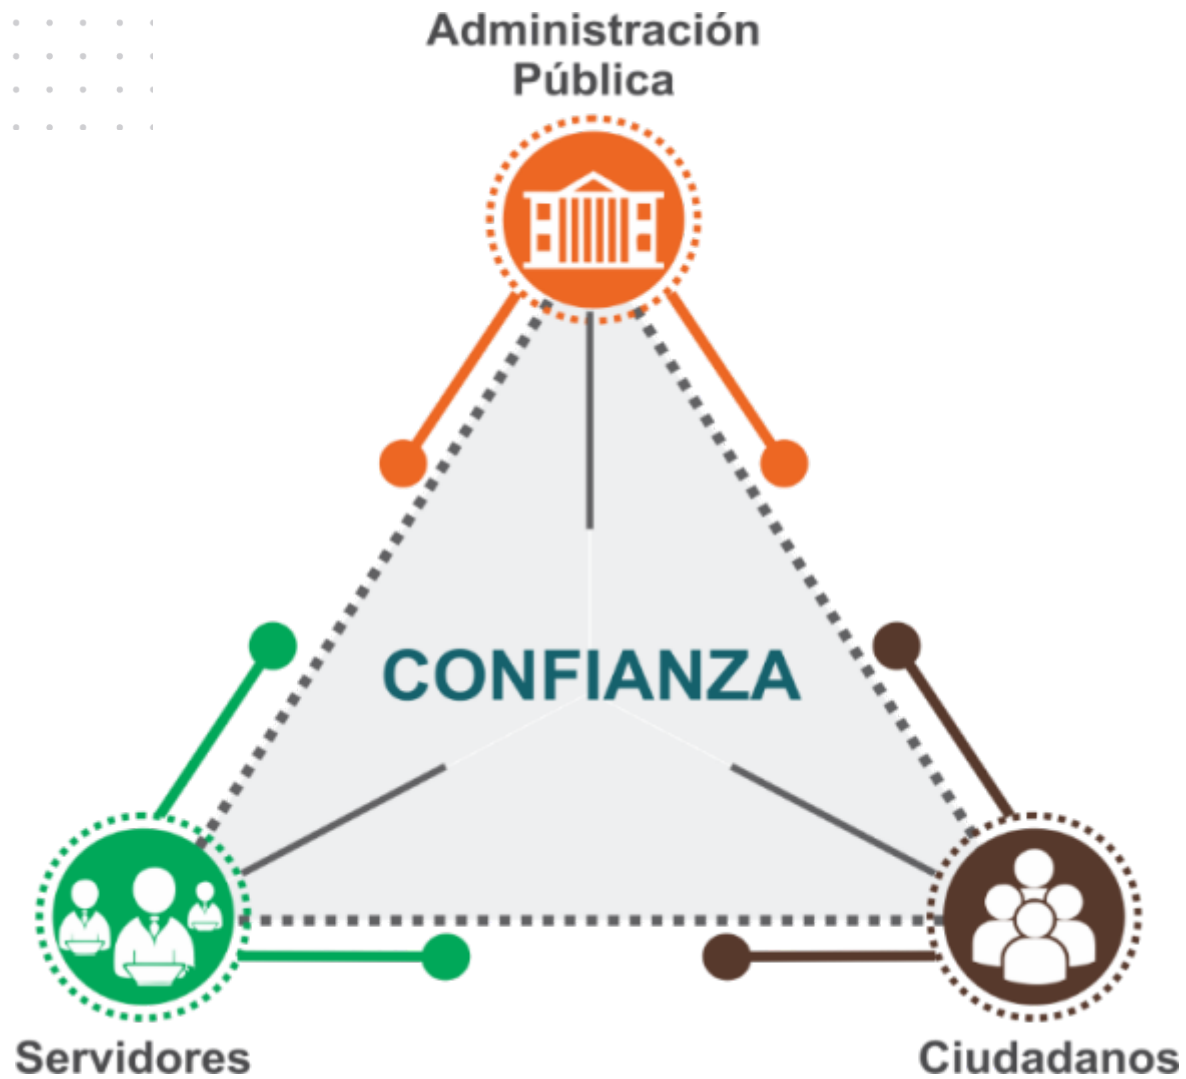 Administración
Pública
CONFIANZA
Servidores
Ciudadanos